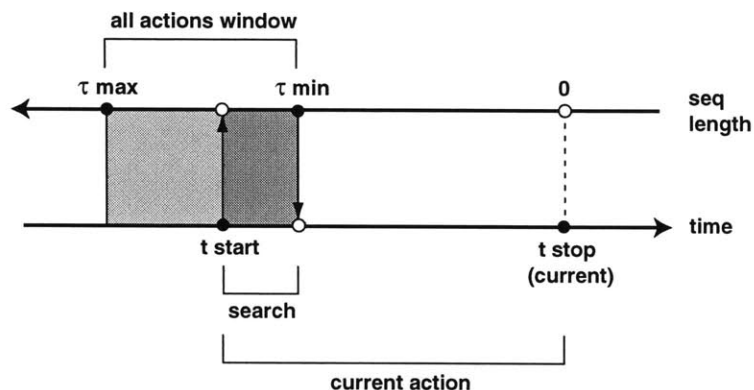 all actions window
τ max
τ min
0
seq
length
time
t start
t stop
(current)
search
current action